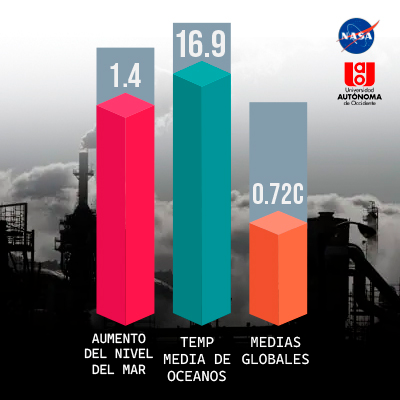 NASA
Universidad
AUTÓNOMA
de Occidente
1.4
16.9
0.72C
AUMENTO
DEL NIVEL
DEL MAR
TEMP
MEDIA DE
OCEANOS
MEDIAS
GLOBALES